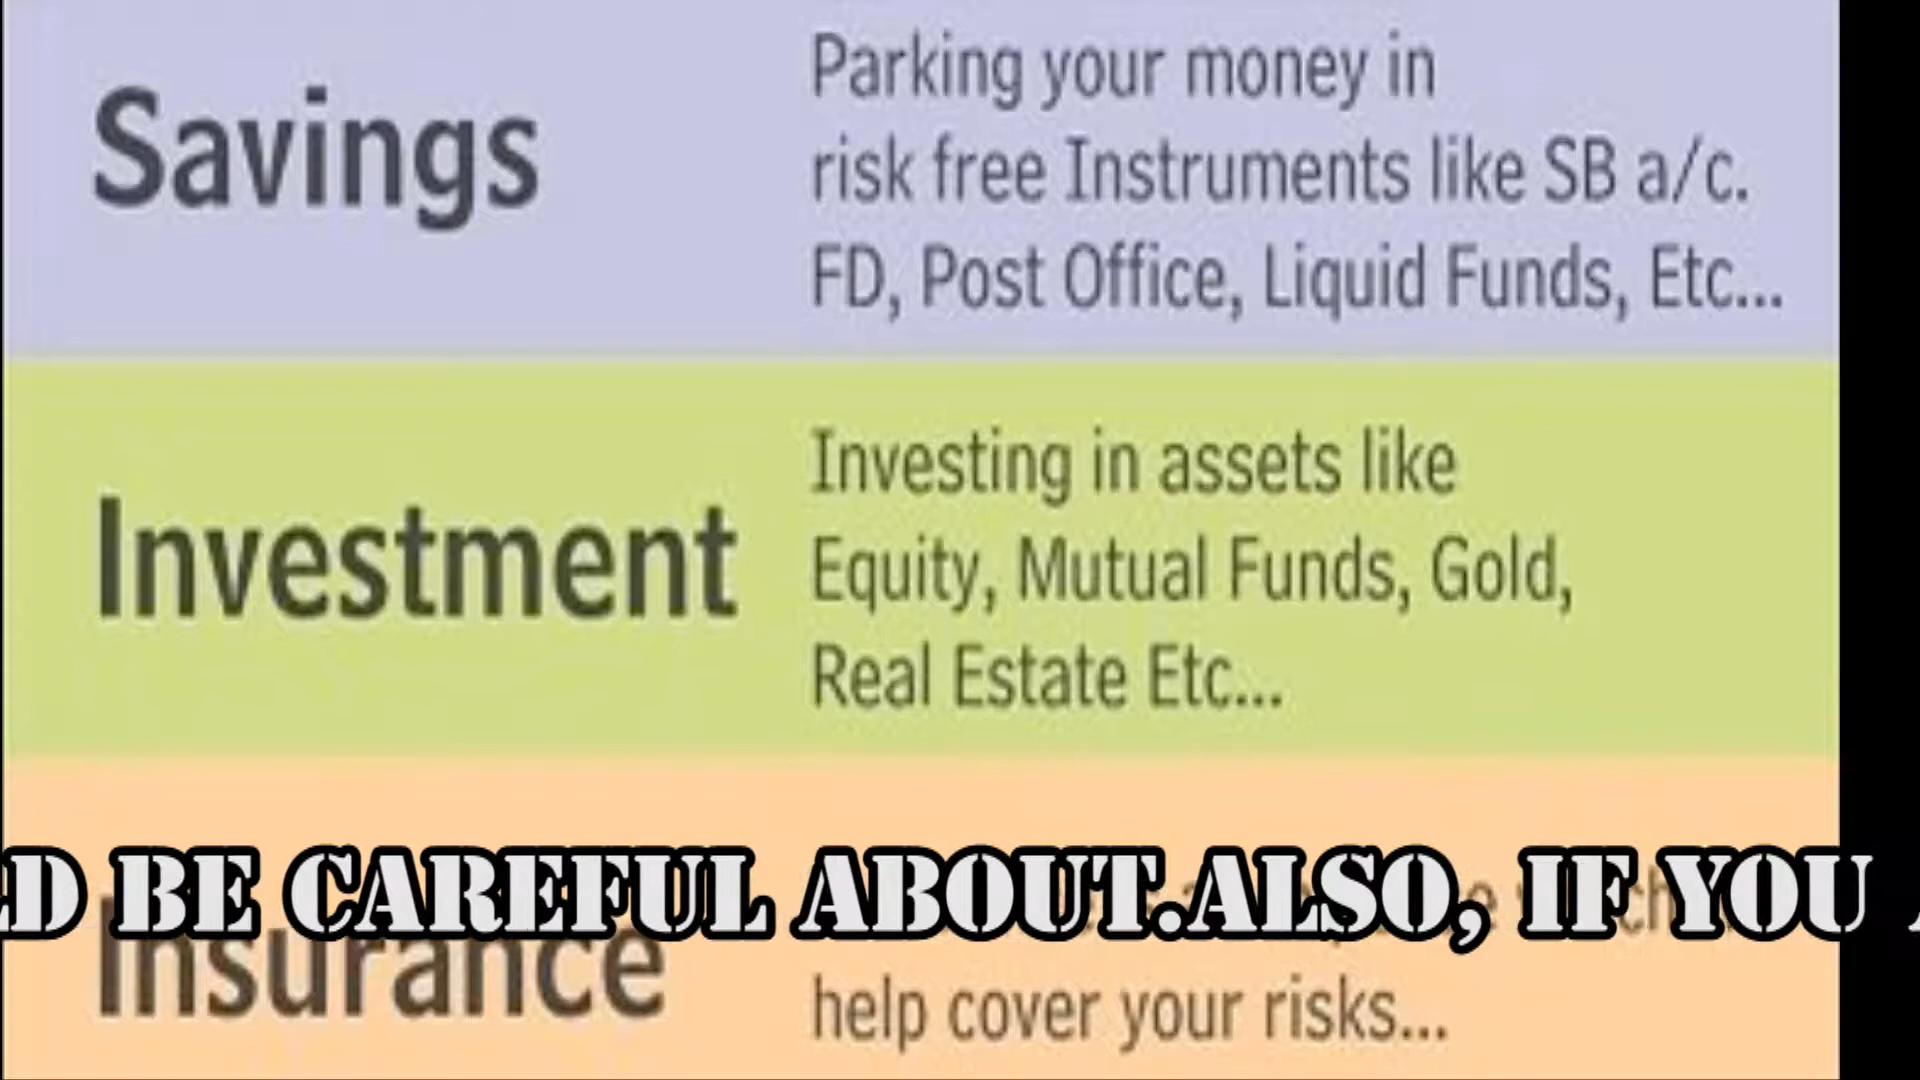 Savings
Parking your money in
risk free Instruments like SB a/c.
FD, Post Office, Liquid Funds, Etc...
Investment
Investing in assets like
Equity, Mutual Funds, Gold,
Real Estate Etc...
BE CAREFUL ABOUT.ALSO, IF YOU
Insurance
help cover your risks...